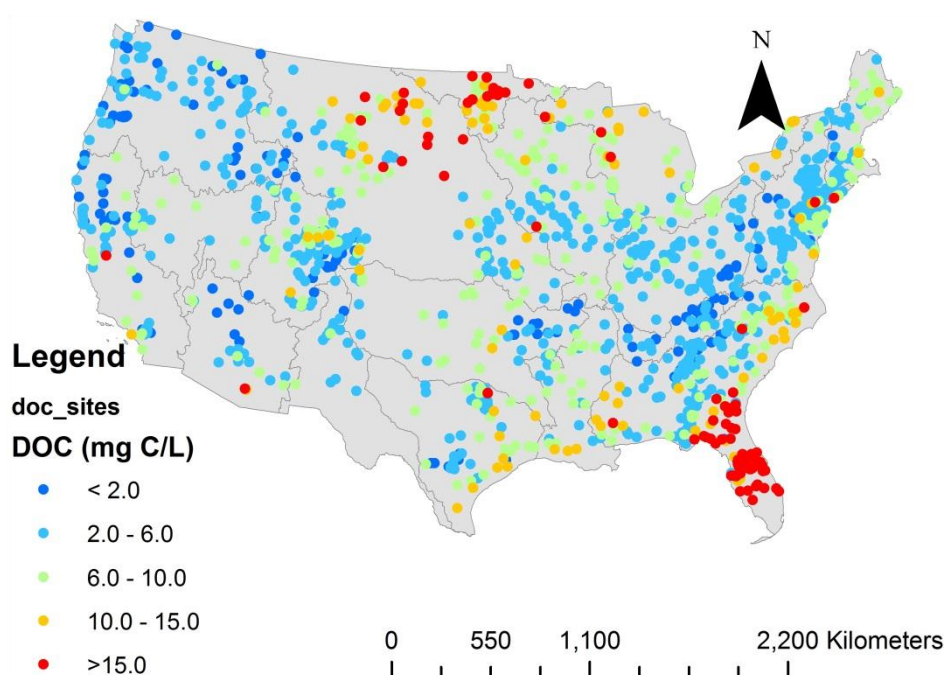 N
Legend
doc_sites
DOC (mg C/L)
< 2.0
2.0 - 6.0
6.0 - 10.0
10.0 - 15.0
>15.0
0 550 1,100 2,200 Kilometers